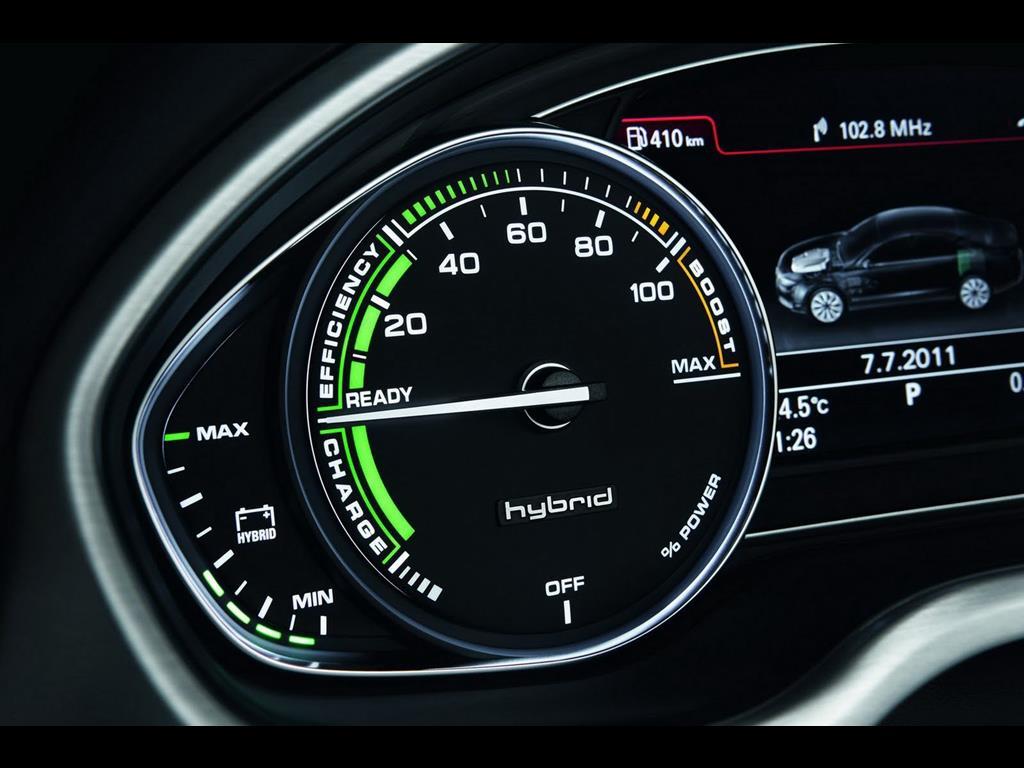 410 km
102.8 MHz
EFFICIENCY
20
40
60
80
100
BOOST
MAX
READY
CHARGE
hybrid
% POWER
OFF
MAX
HYBRID
MIN
7.7.2011
4.5°C
P
1:26